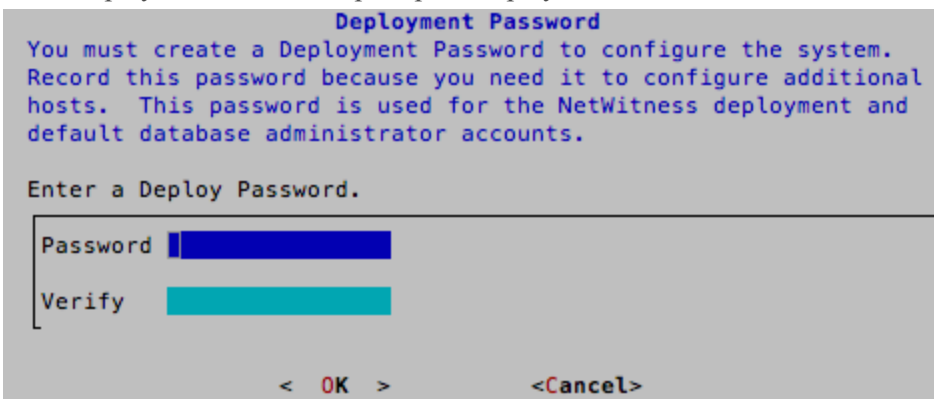 Deployment Password
You must create a Deployment Password to configure the system.
Record this password because you need it to configure additional
hosts.  This password is used for the NetWitness deployment and
default database administrator accounts.
Enter a Deploy Password.
Password
Verify
<  OK  >  <Cancel>